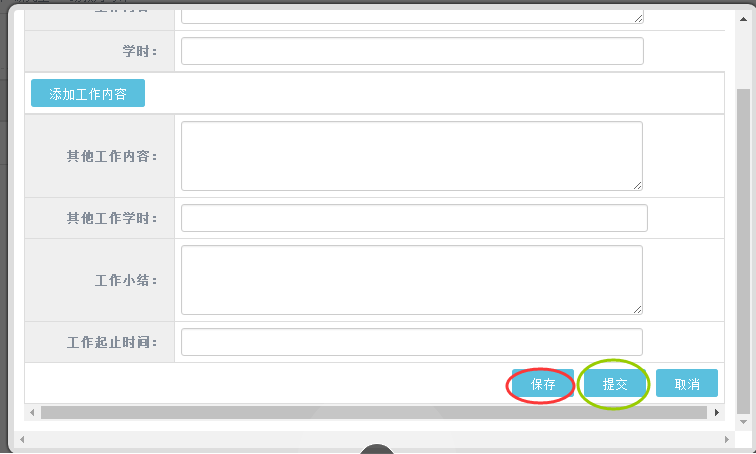 学时：
添加工作内容
其他工作内容：
其他工作学时：
工作小结：
工作起止时间：
保存 提交 取消